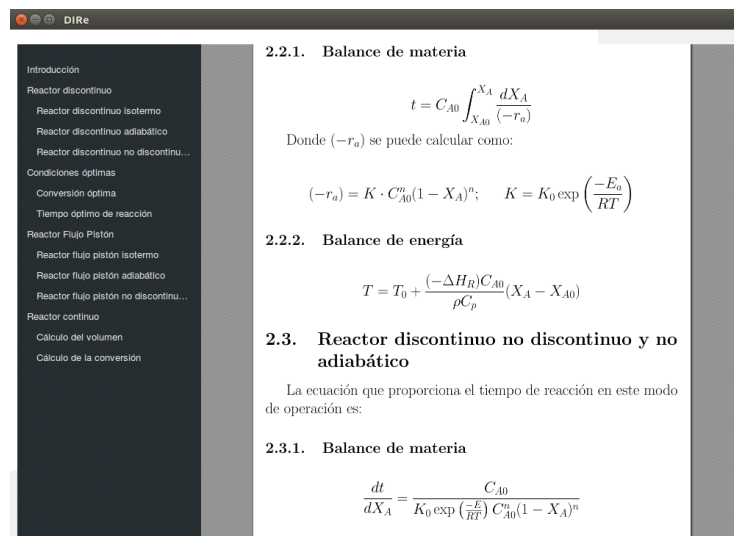 DIRe
Introducción
Reactor discontinuo
Reactor discontinuo isotermo
Reactor discontinuo adiabático
Reactor discontinuo no discontinu...
Condiciones óptimas
Conversión óptima
Tiempo óptimo de reacción
Reactor Flujo Pistón
Reactor flujo pistón isotermo
Reactor flujo pistón adiabático
Reactor flujo pistón no discontinu...
Reactor contínuo
Cálculo del volumen
Cálculo de la conversión
2.2.1. Balance de materia
t = C_{A0} \int_{X_{A0}}^{X_A} \frac{dX_A}{(-r_a)}
Donde (−r_a) se puede calcular como:
(-r_a) = K \cdot C_{A0}^n (1 - X_A)^n; K = K_0 \exp\left(\frac{-E_a}{RT}\right)
2.2.2. Balance de energía
T = T_0 + \frac{(-\Delta H_R)C_{A0}}{\rho C_p}(X_A - X_{A0})
2.3. Reactor discontinuo no discontinuo y no
adiabático
La ecuación que proporciona el tiempo de reacción en este modo
de operación es:
2.3.1. Balance de materia
\frac{dt}{dX_A} = \frac{C_{A0}}{K_0 \exp\left(\frac{-E}{RT}\right) C_{A0}^n (1 - X_A)^n}